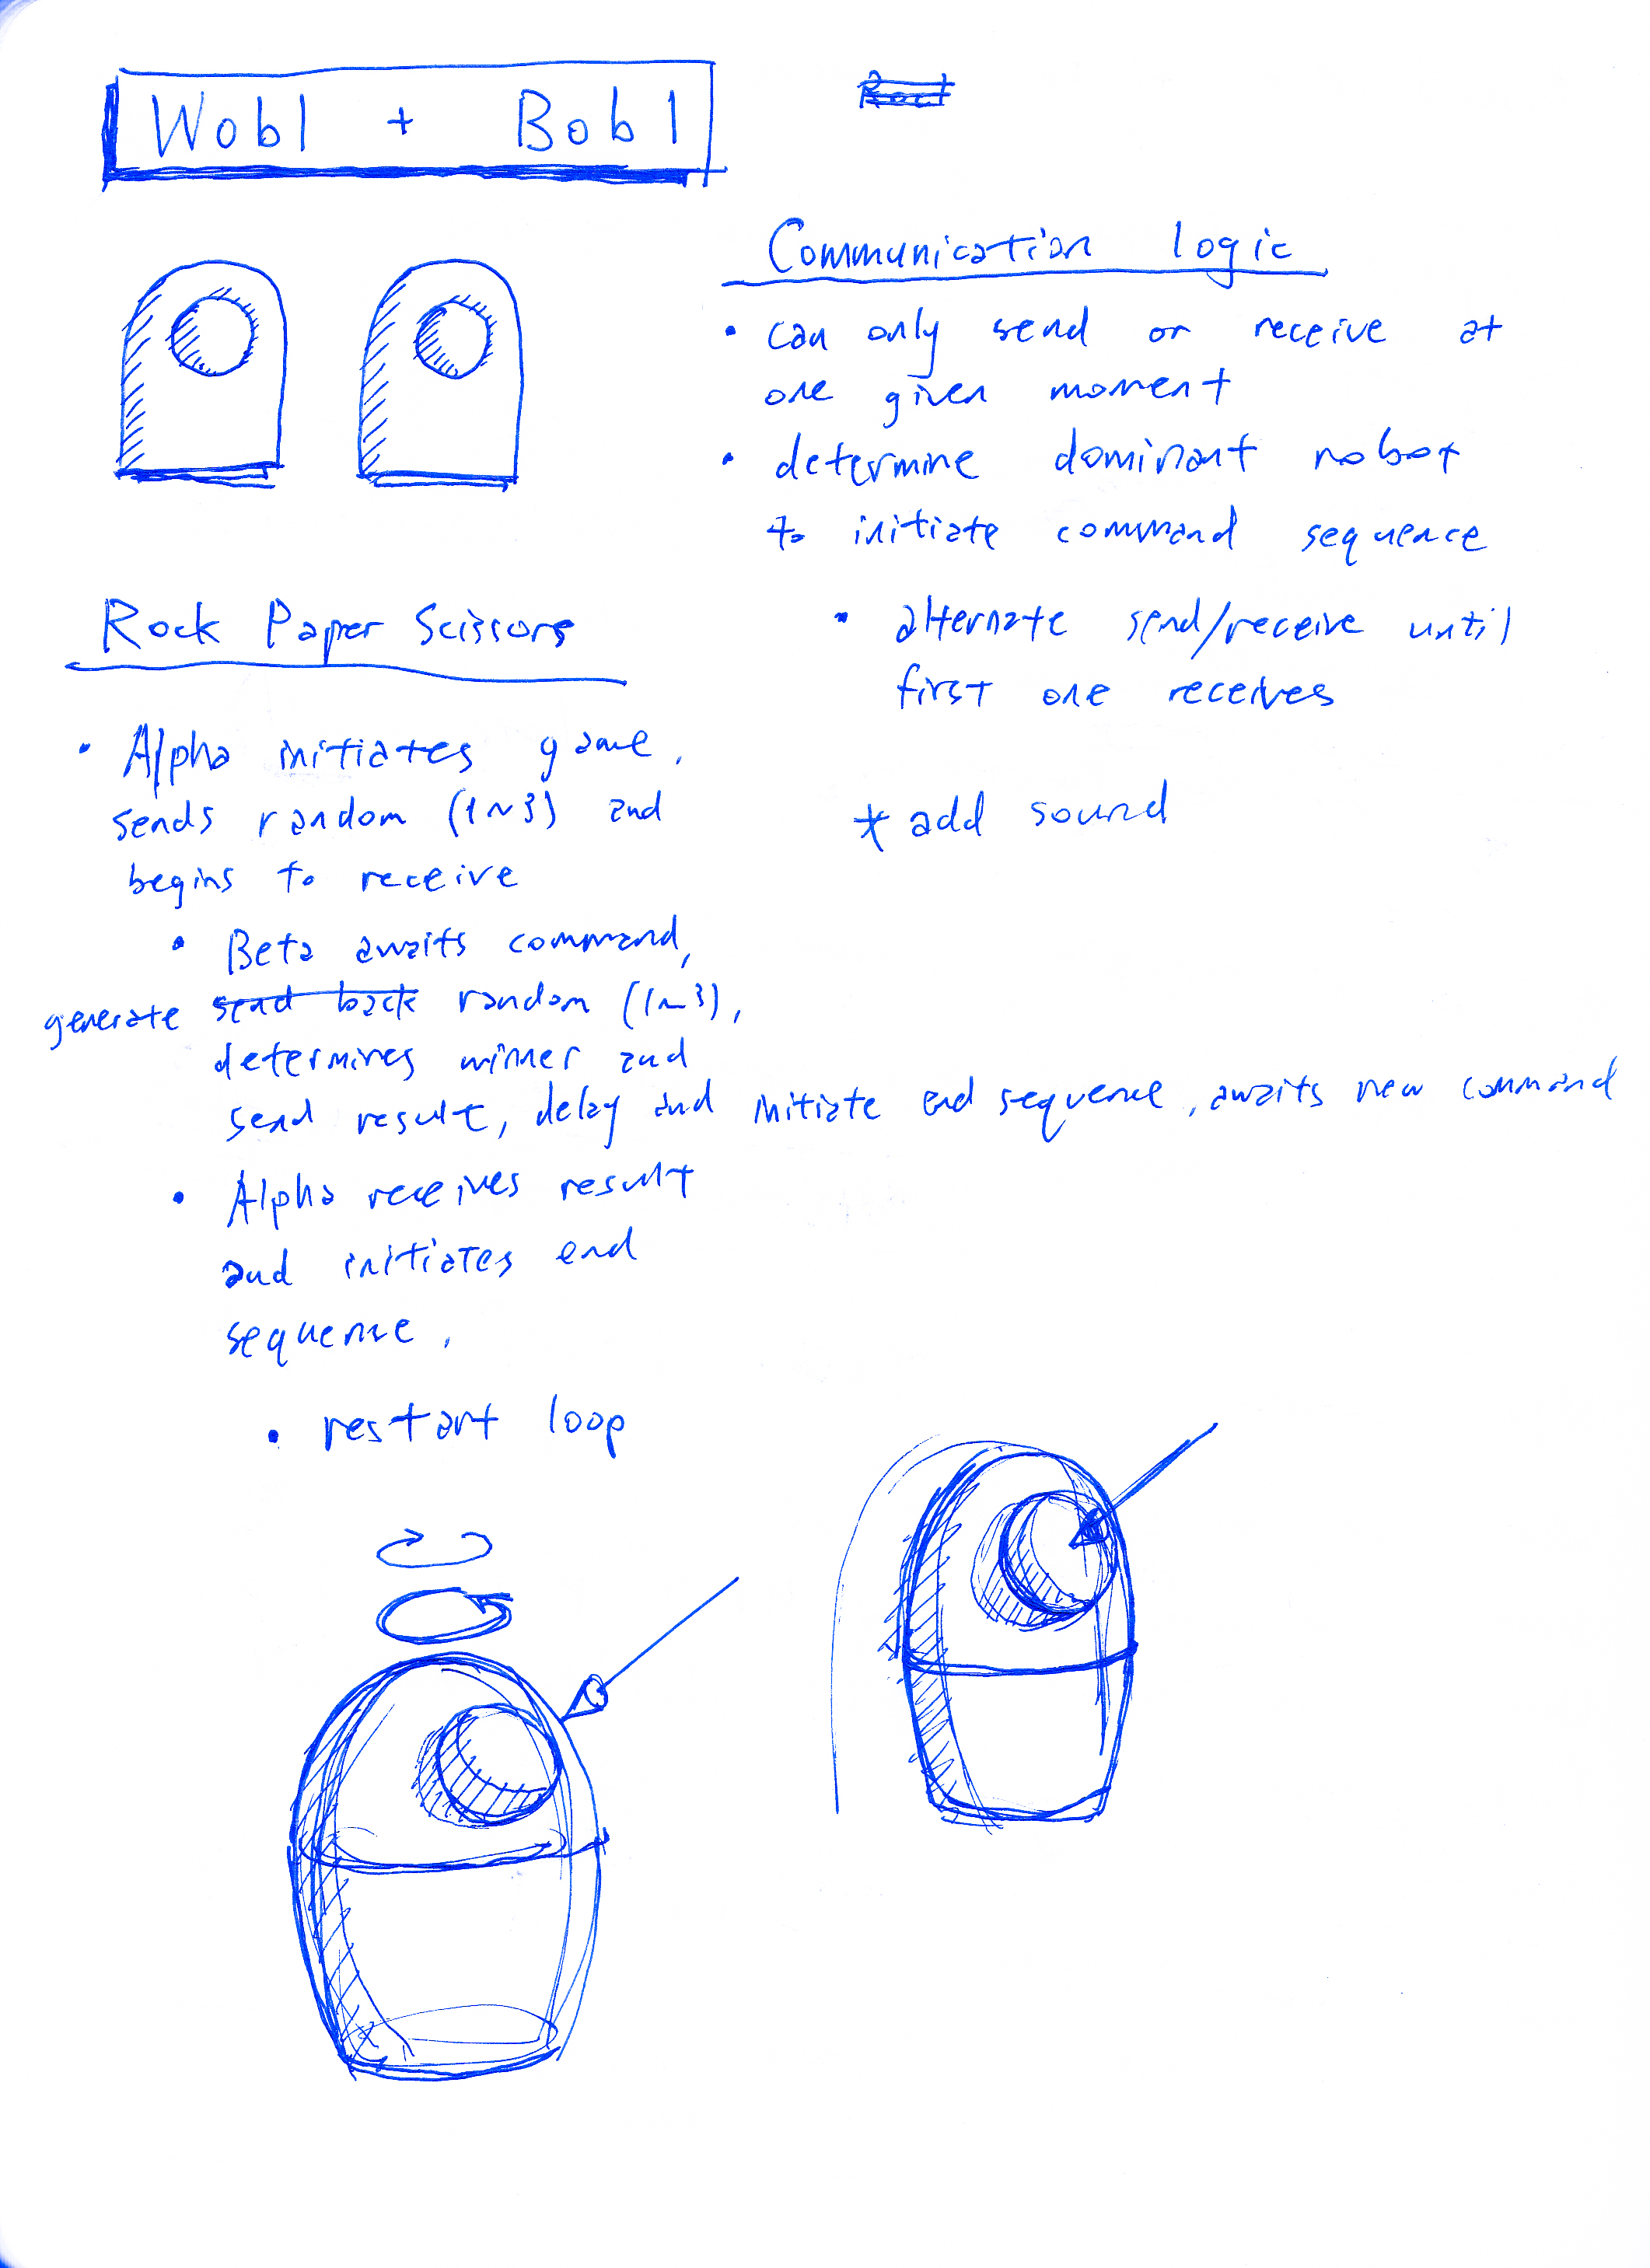 Wobl + Bobl
Communication logic
• can only send or receive at
one given moment
• determine dominant robot
to initiate command sequence
• alternate send/receive until
first one receives
* add sound
Rock Paper Scissors
• Alpha initiates game,
sends random (1~3) and
begins to receive
• Beta awaits command,
generate send back random (1~3),
determines winner and
send result, delay and initiate end sequence, awaits new command
• Alpha receives result
and initiates end
sequence,
• restart loop